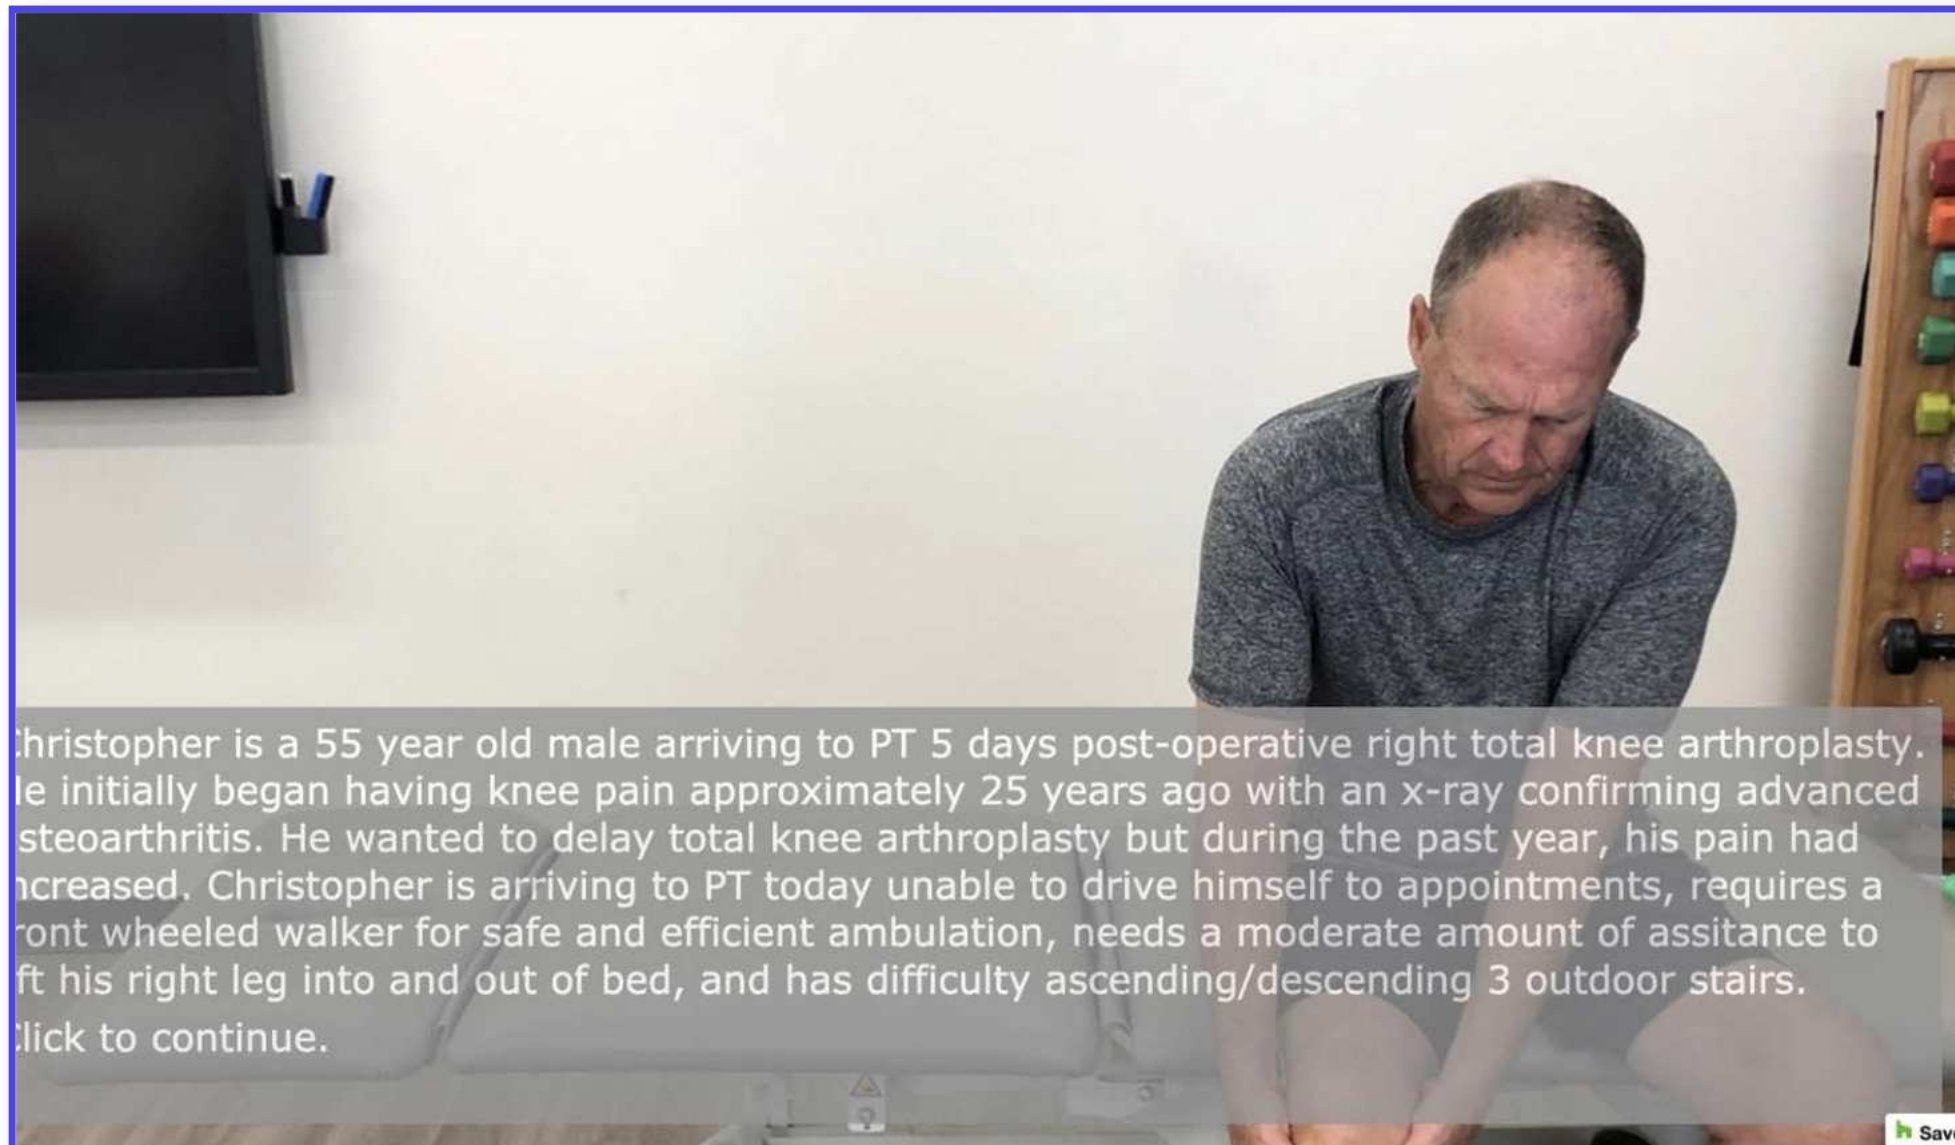 Christopher is a 55 year old male arriving to PT 5 days post-operative right total knee arthroplasty.
He initially began having knee pain approximately 25 years ago with an x-ray confirming advanced
steoarthritis. He wanted to delay total knee arthroplasty but during the past year, his pain had
ncreased. Christopher is arriving to PT today unable to drive himself to appointments, requires a
ront wheeled walker for safe and efficient ambulation, needs a moderate amount of assitance to
ft his right leg into and out of bed, and has difficulty ascending/descending 3 outdoor stairs.
Click to continue.
Save